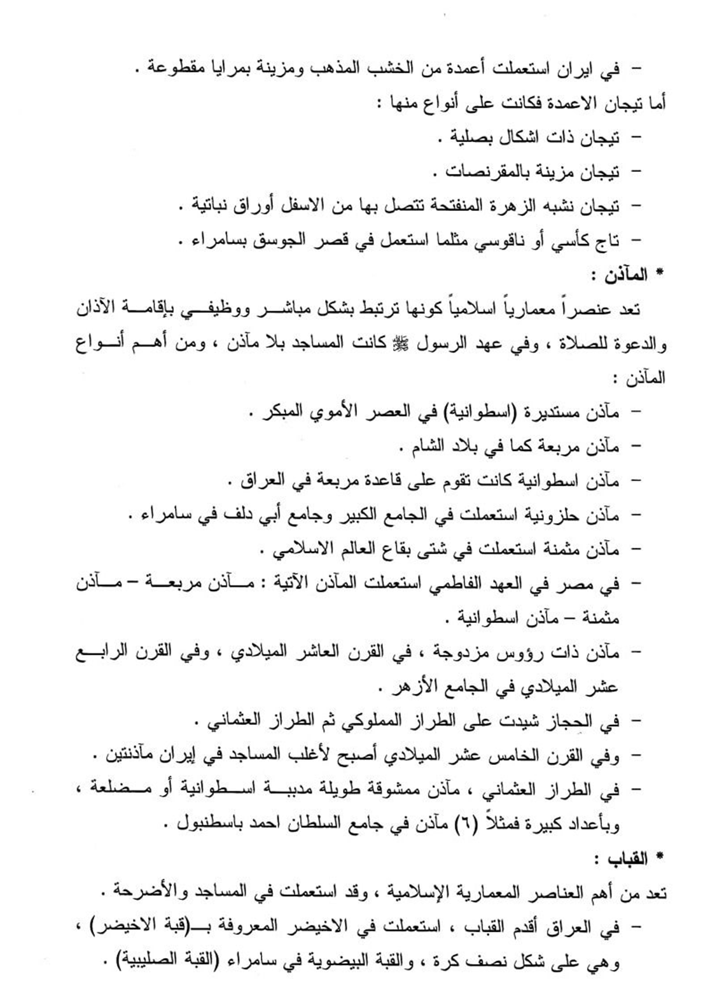 – في ايران استعملت أعمدة من الخشب المذهب ومزينة بمرايا مقطوعة .
أما تيجان الاعمدة فكانت على أنواع منها :
– تيجان ذات اشكال بصلية .
– تيجان مزينة بالمقرنصات .
– تيجان نشبه الزهرة المنفتحة تتصل بها من الاسفل أوراق نباتية .
– تاج كأسي أو ناقوسي مثلما استعمل في قصر الجوسق بسامراء .
* المآذن :
تعد عنصراً معمارياً اسلامياً كونها ترتبط بشكل مباشر ووظيفي بإقامة الآذان
والدعوة للصلاة ، وفي عهد الرسول ﷺ كانت المساجد بلا مآذن ، ومن أهم أنواع
المآذن :
– مآذن مستديرة (اسطوانية) في العصر الأموي المبكر .
– مآذن مربعة كما في بلاد الشام .
– مآذن اسطوانية كانت تقوم على قاعدة مربعة في العراق .
– مآذن حلزونية استعملت في الجامع الكبير وجامع أبي دلف في سامراء .
– مآذن مثمنة استعملت في شتى بقاع العالم الاسلامي .
– في مصر في العهد الفاطمي استعملت المآذن الآتية : مآذن مربعة – مآذن
مثمنة – مآذن اسطوانية .
– مآذن ذات رؤوس مزدوجة ، في القرن العاشر الميلادي ، وفي القرن الرابع
عشر الميلادي في الجامع الأزهر .
– في الحجاز شيدت على الطراز المملوكي ثم الطراز العثماني .
– وفي القرن الخامس عشر الميلادي أصبح لأغلب المساجد في إيران مآذنتين .
– في الطراز العثماني ، مآذن ممشوقة طويلة مدببة اسطوانية أو مضلعة ،
وبأعداد كبيرة فمثلاً (٦) مآذن في جامع السلطان احمد باسطنبول .
* القباب :
تعد من أهم العناصر المعمارية الإسلامية ، وقد استعملت في المساجد والأضرحة .
– في العراق أقدم القباب ، استعملت في الاخيضر المعروفة بـ(قبة الاخيضر) ،
وهي على شكل نصف كرة ، والقبة البيضوية في سامراء (القبة الصليبية) .